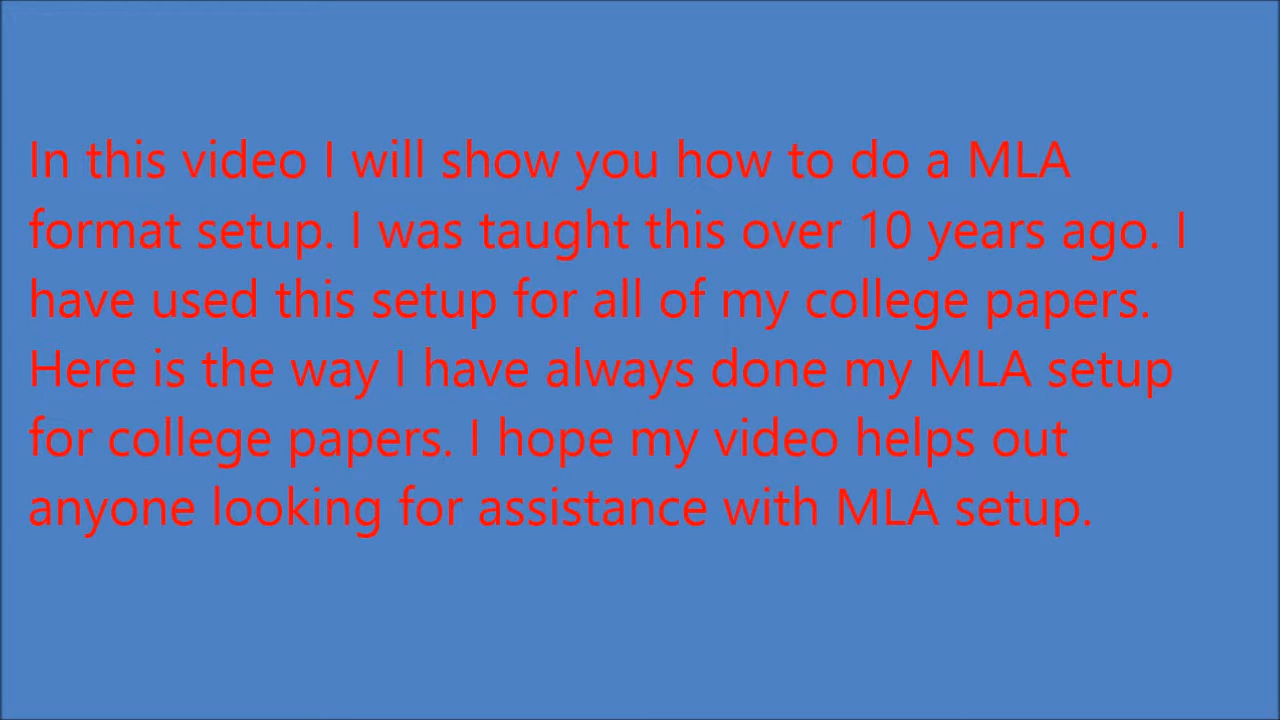 In this video I will show you how to do a MLA
format setup. I was taught this over 10 years ago. I
have used this setup for all of my college papers.
Here is the way I have always done my MLA setup
for college papers. I hope my video helps out
anyone looking for assistance with MLA setup.